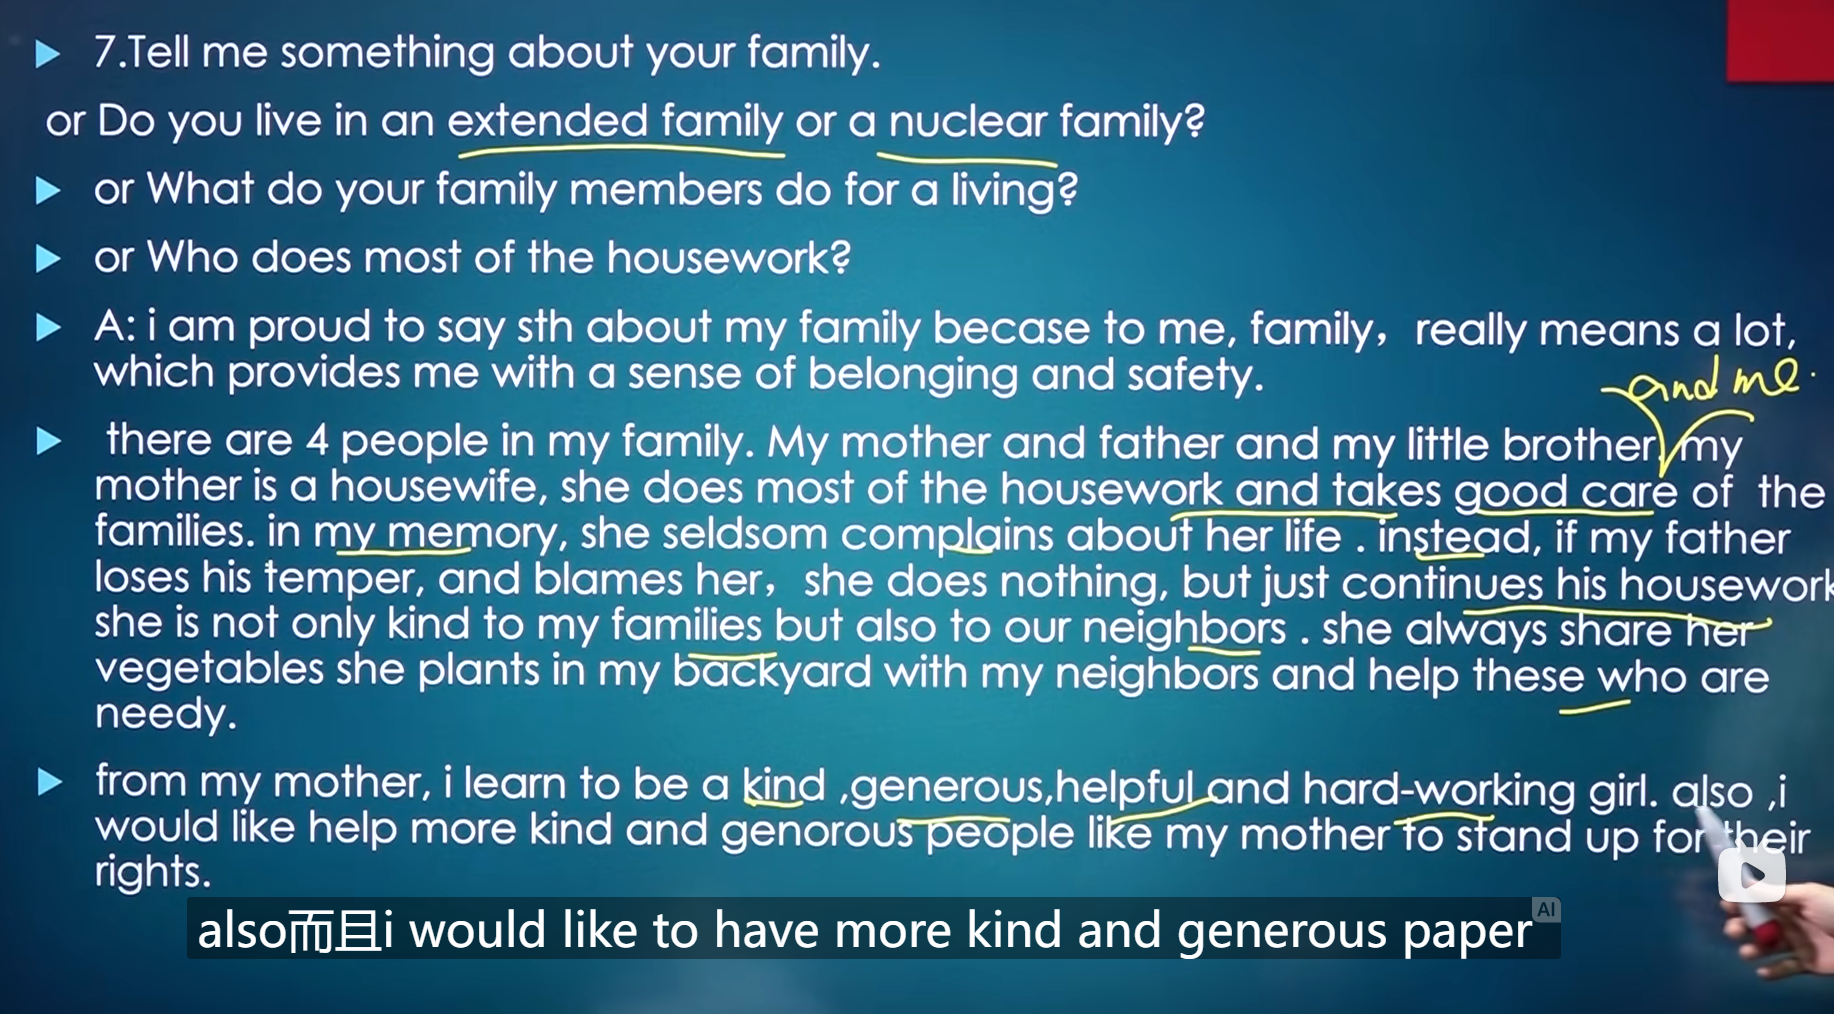 7.Tell me something about your family.
or Do you live in an extended family or a nuclear family?
or What do your family members do for a living?
or Who does most of the housework?
A: i am proud to say sth about my family becase to me, family，really means a lot,
which provides me with a sense of belonging and safety.
and me.
there are 4 people in my family. My mother and father and my little brother. my
mother is a housewife, she does most of the housework and takes good care of the
families. in my memory, she seldsom complains about her life . instead, if my father
loses his temper, and blames her，she does nothing, but just continues his housework
she is not only kind to my families but also to our neighbors . she always share her
vegetables she plants in my backyard with my neighbors and help these who are
needy.
from my mother, i learn to be a kind ,generous,helpful and hard-working girl. also ,i
would like help more kind and genorous people like my mother to stand up for their
rights.
also而且i would like to have more kind and generous paper
AI